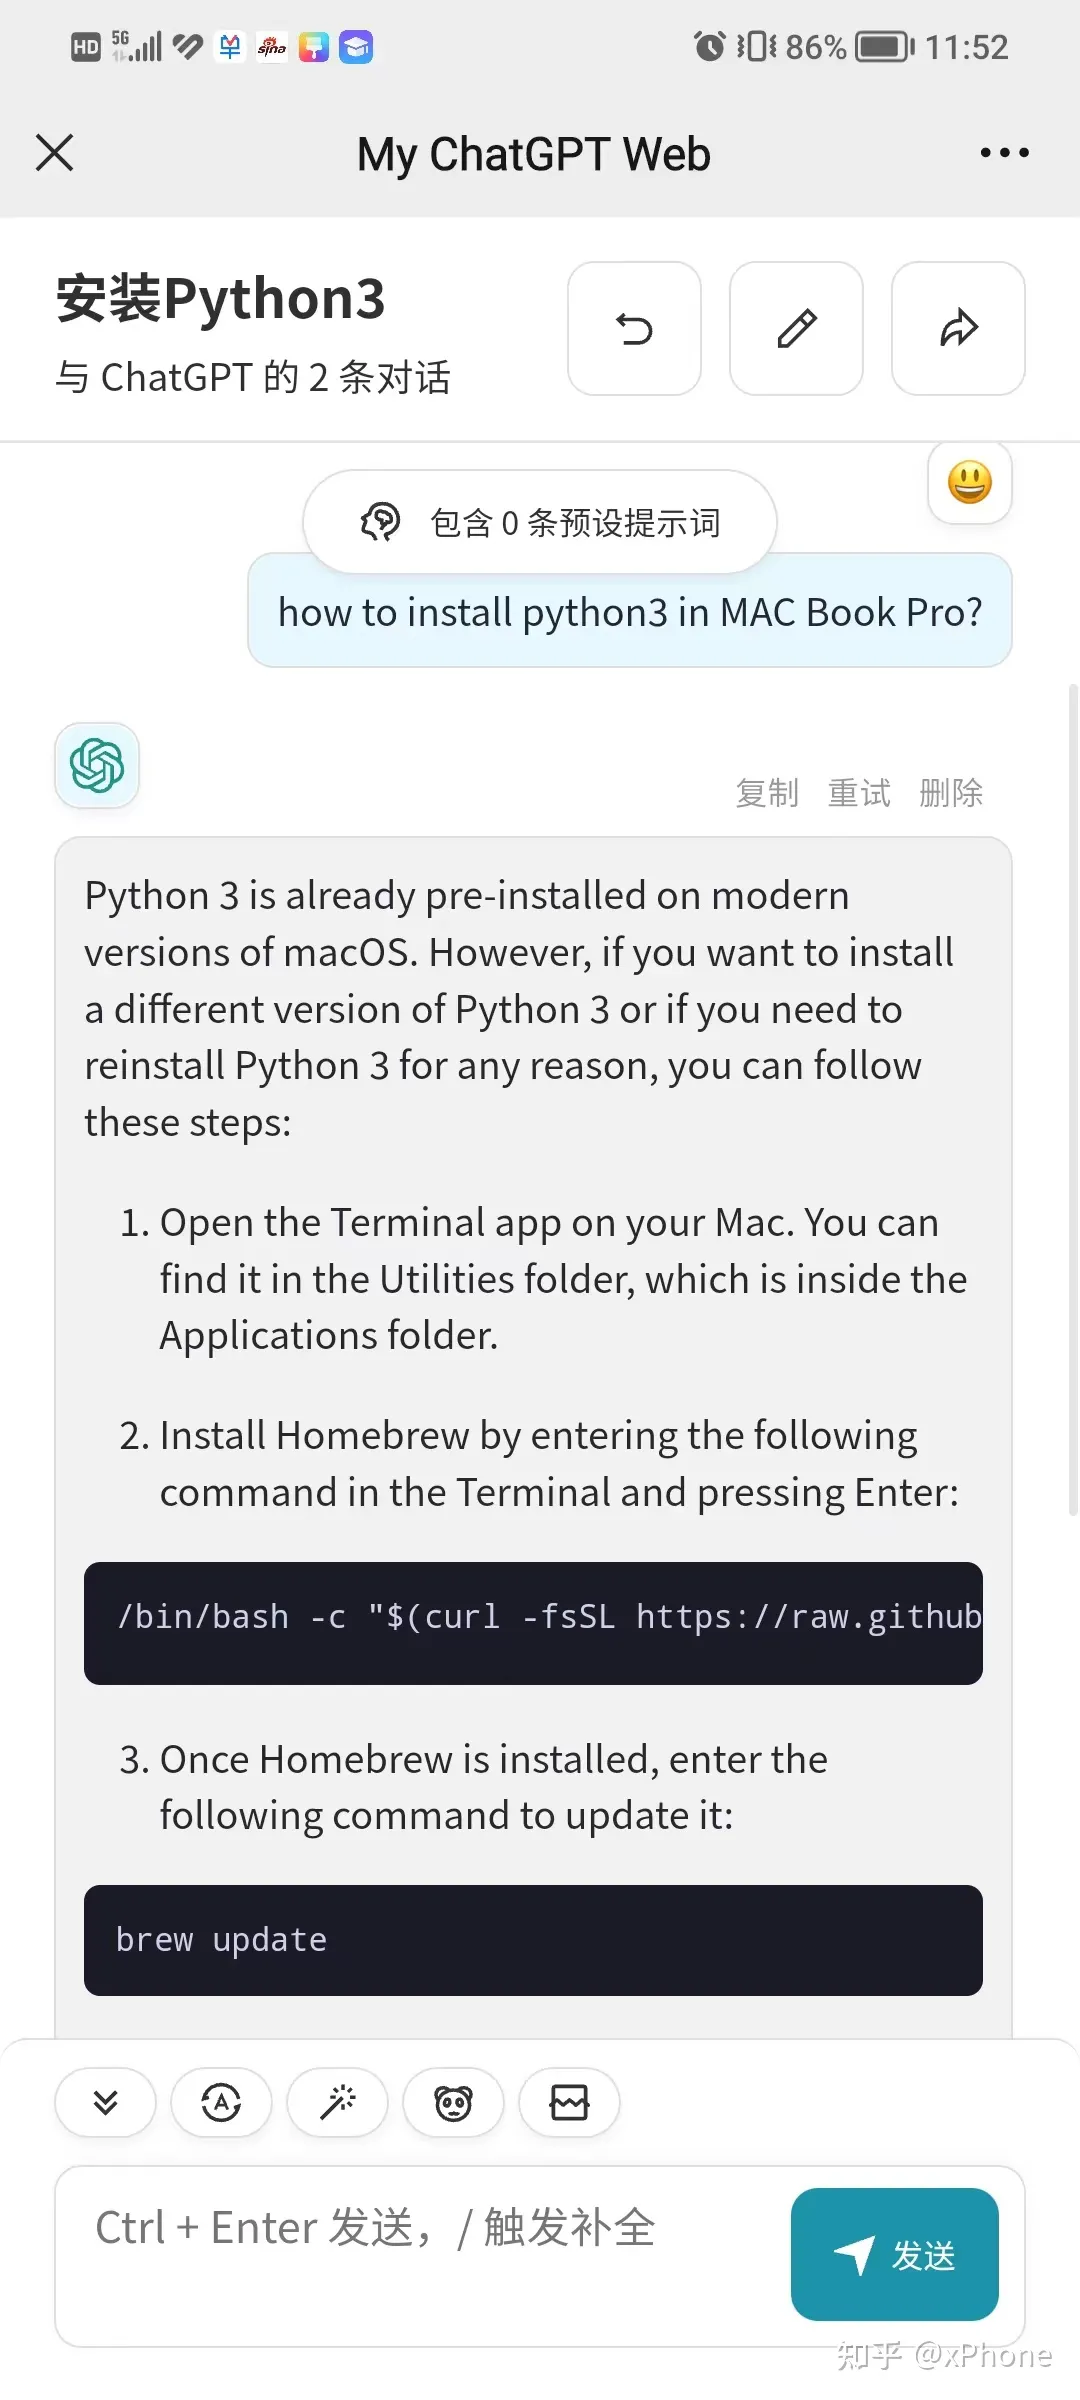 HD 5G 86% 11:52
sina
My ChatGPT Web
安装Python3
与 ChatGPT 的 2 条对话
包含 0 条预设提示词
how to install python3 in MAC Book Pro?
复制 重试 删除
Python 3 is already pre-installed on modern
versions of macOS. However, if you want to install
a different version of Python 3 or if you need to
reinstall Python 3 for any reason, you can follow
these steps:
1. Open the Terminal app on your Mac. You can
find it in the Utilities folder, which is inside the
Applications folder.
2. Install Homebrew by entering the following
command in the Terminal and pressing Enter:
/bin/bash -c "$(curl -fsSL https://raw.github
3. Once Homebrew is installed, enter the
following command to update it:
brew update
A
Ctrl + Enter 发送，/ 触发补全
发送
知乎 @xPhone